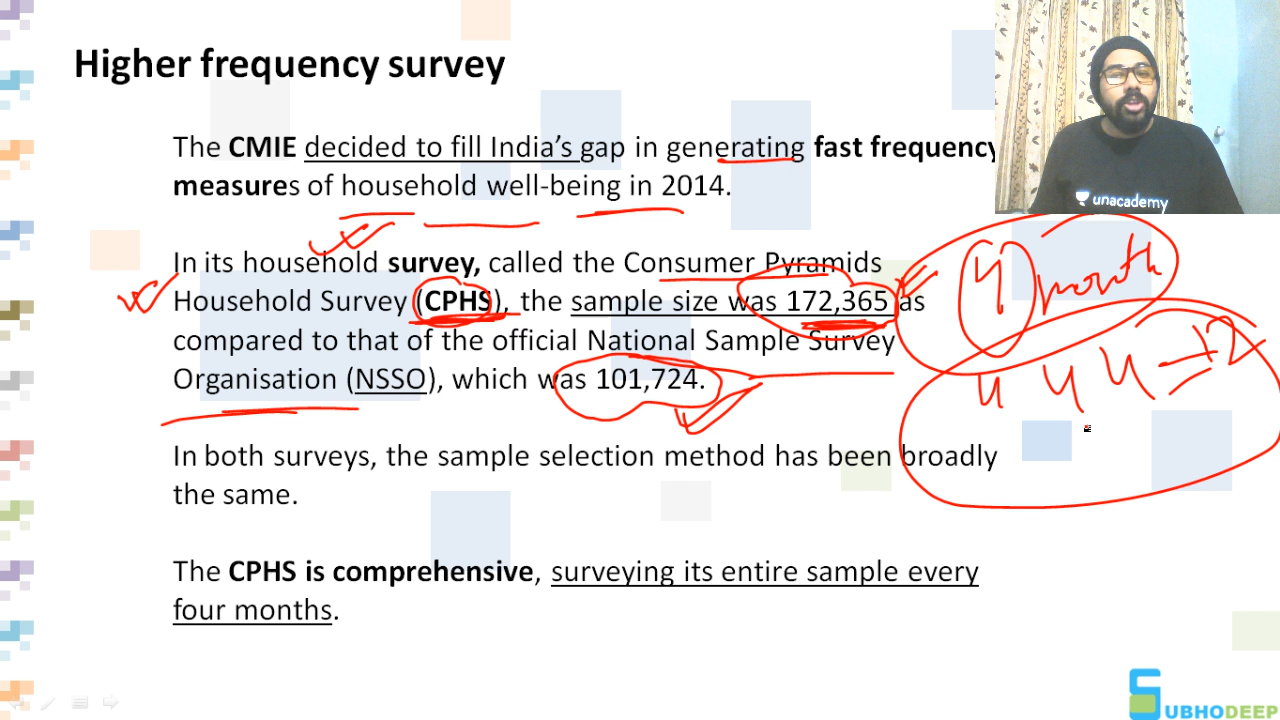 Higher frequency survey
The CMIE decided to fill India's gap in generating fast frequency
measures of household well-being in 2014.
unacademy
In its household survey, called the Consumer Pyramids
Household Survey (CPHS), the sample size was 172,365 as
compared to that of the official National Sample Survey
Organisation (NSSO), which was 101,724.
4 month
4 4 4 = 12
In both surveys, the sample selection method has been broadly
the same.
The CPHS is comprehensive, surveying its entire sample every
four months.
SUBHODEEP